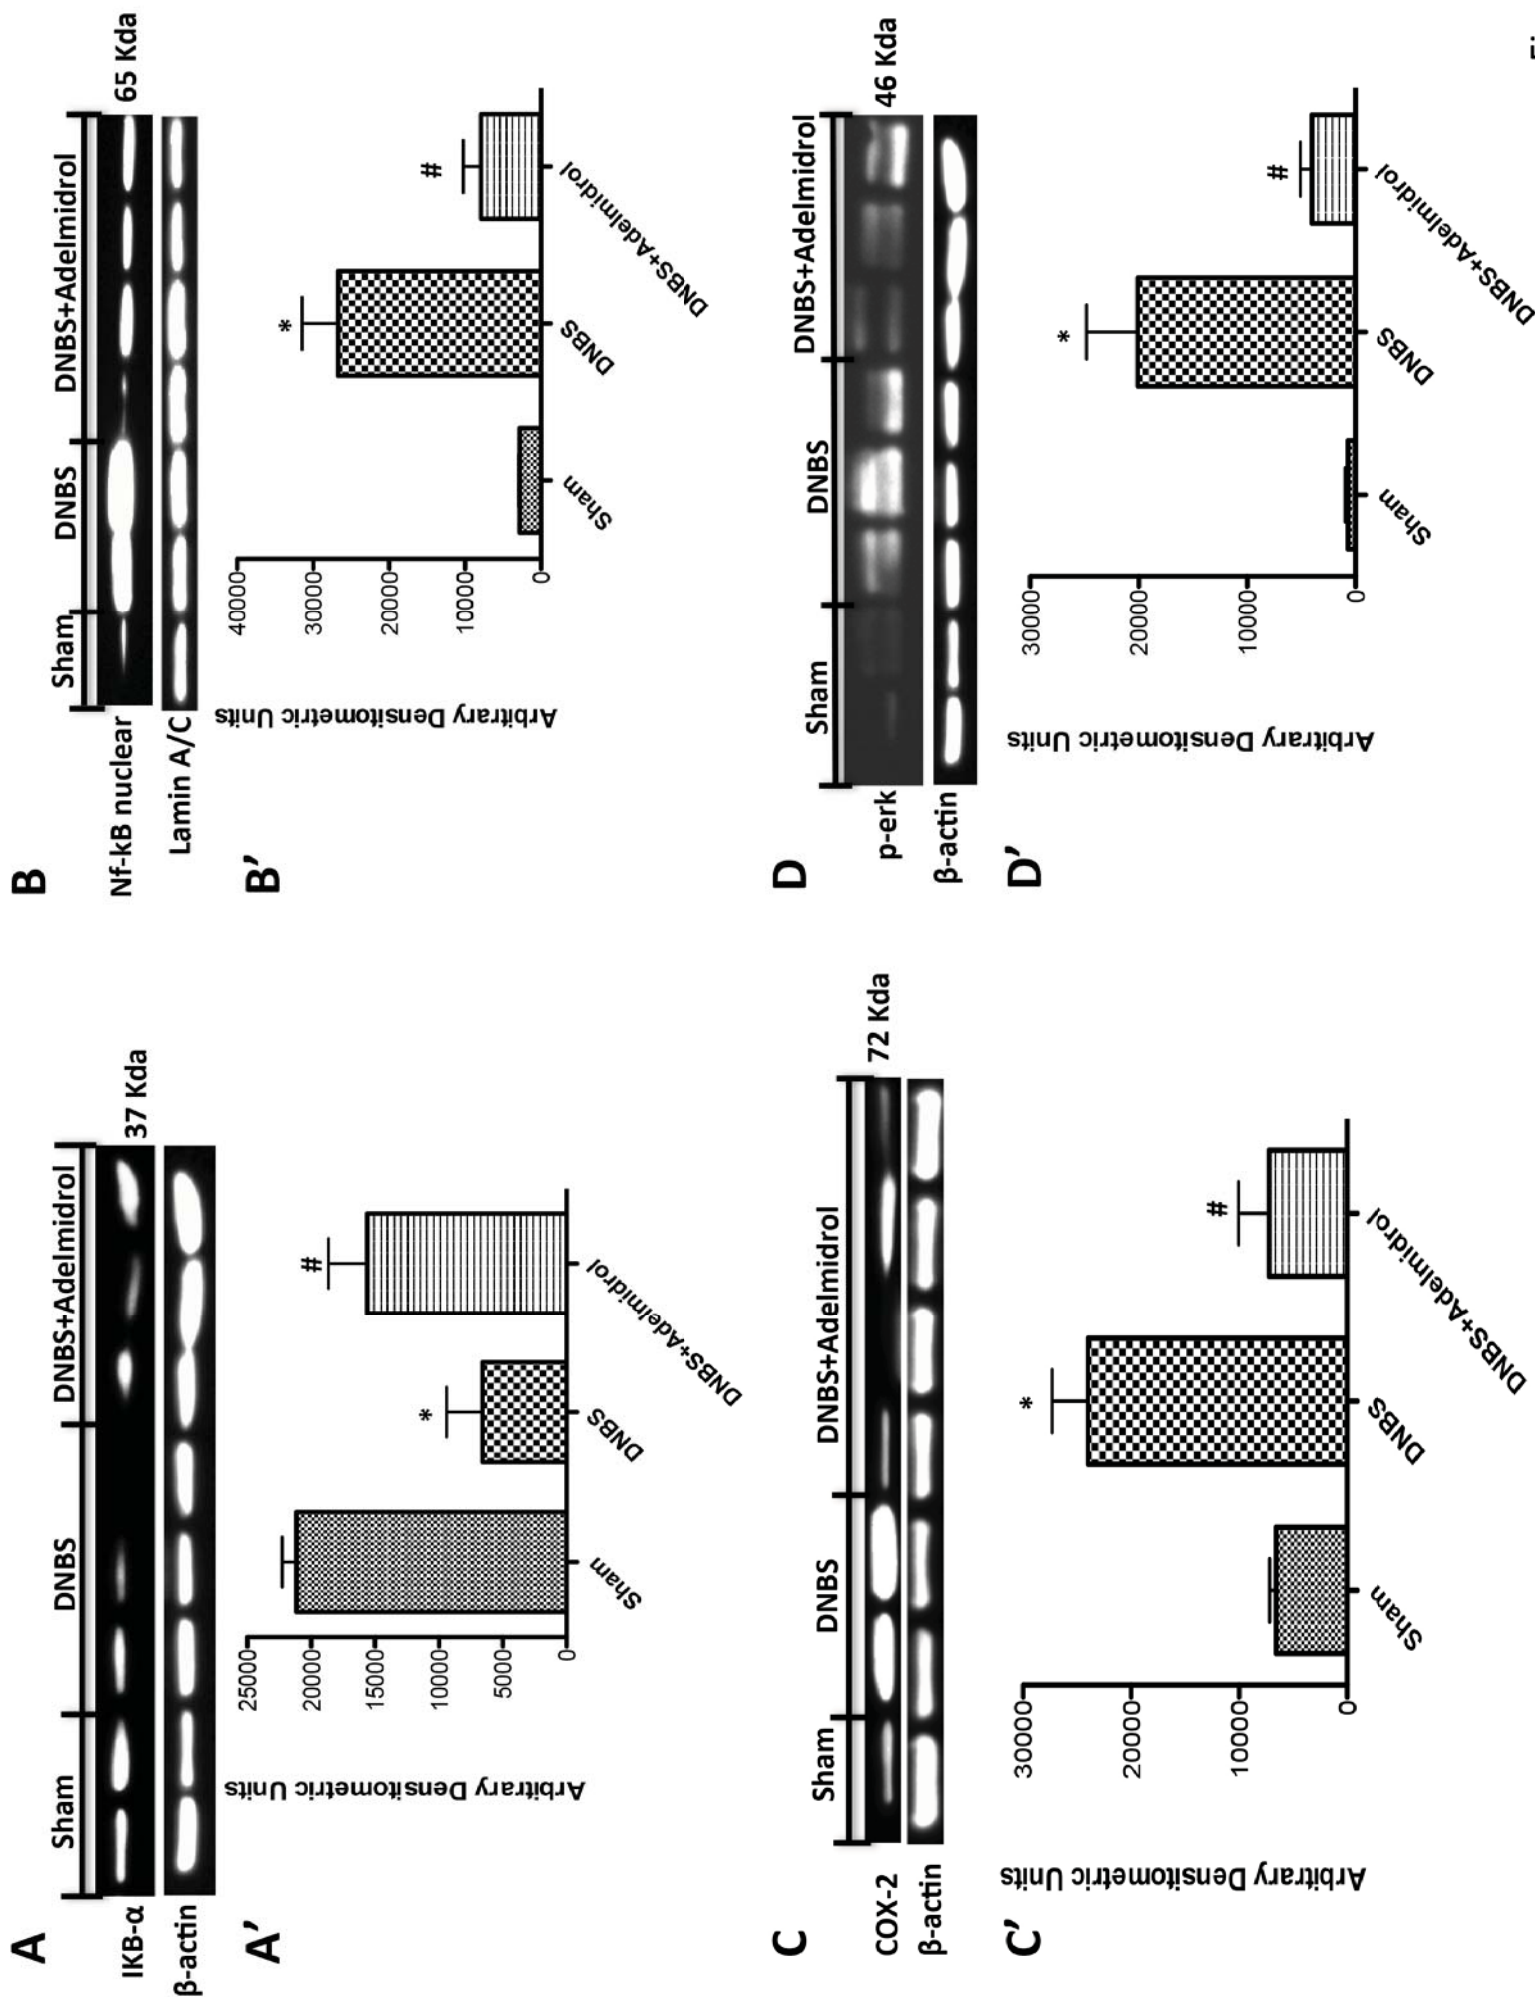 A
Sham DNBS DNBS+Adelmidrol
IKB-α 37 Kda
β-actin
A'
Arbitrary Densitometric Units
25000
20000
15000
10000
5000
0
#
*
Sham DNBS DNBS+Adelmidrol
B
Sham DNBS DNBS+Adelmidrol
Nf-kB nuclear 65 Kda
Lamin A/C
B'
Arbitrary Densitometric Units
40000
30000
20000
10000
0
*
#
Sham DNBS DNBS+Adelmidrol
C
Sham DNBS DNBS+Adelmidrol
COX-2 72 Kda
β-actin
C'
Arbitrary Densitometric Units
30000
20000
10000
0
*
#
Sham DNBS DNBS+Adelmidrol
D
Sham DNBS DNBS+Adelmidrol
p-erk 46 Kda
β-actin
D'
Arbitrary Densitometric Units
30000
20000
10000
0
*
#
Sham DNBS DNBS+Adelmidrol